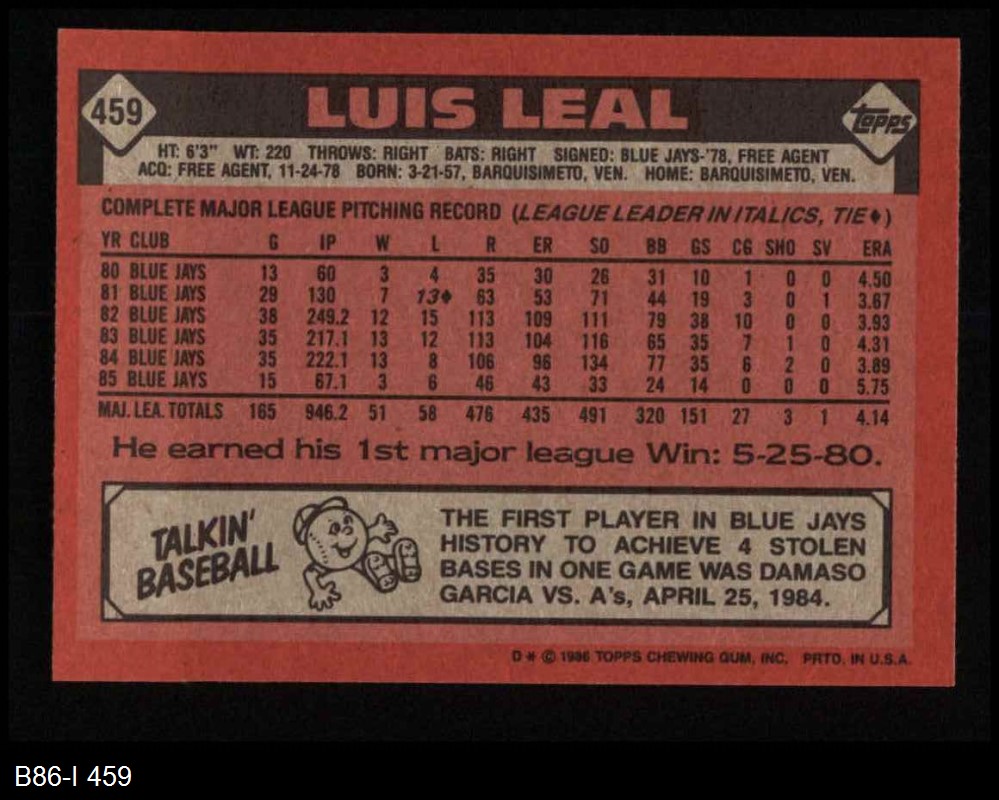 459
LUIS LEAL
Topps
HT: 6'3" WT: 220 THROWS: RIGHT BATS: RIGHT SIGNED: BLUE JAYS-'78, FREE AGENT
ACQ: FREE AGENT, 11-24-78 BORN: 3-21-57, BARQUISIMETO, VEN. HOME: BARQUISIMETO, VEN.
COMPLETE MAJOR LEAGUE PITCHING RECORD (LEAGUE LEADER IN ITALICS, TIE♦)
YR CLUB G IP W L R ER SO BB GS CG SHO SV ERA
80 BLUE JAYS 13 60 3 4 35 30 26 31 10 1 0 0 4.50
81 BLUE JAYS 29 130 7 13♦ 63 53 71 44 19 3 0 1 3.67
82 BLUE JAYS 38 249.2 12 15 113 109 111 79 38 10 0 0 3.93
83 BLUE JAYS 35 217.1 13 12 113 104 116 65 35 7 1 0 4.31
84 BLUE JAYS 35 222.1 13 8 106 96 134 77 35 6 2 0 3.89
85 BLUE JAYS 15 67.1 3 6 46 43 33 24 14 0 0 0 5.75
MAJ. LEA. TOTALS 165 946.2 51 58 476 435 491 320 151 27 3 1 4.14
He earned his 1st major league Win: 5-25-80.
TALKIN'
BASEBALL
THE FIRST PLAYER IN BLUE JAYS
HISTORY TO ACHIEVE 4 STOLEN
BASES IN ONE GAME WAS DAMASO
GARCIA VS. A's, APRIL 25, 1984.
D * © 1986 TOPPS CHEWING GUM, INC. PRTD. IN U.S.A.
B86-I 459